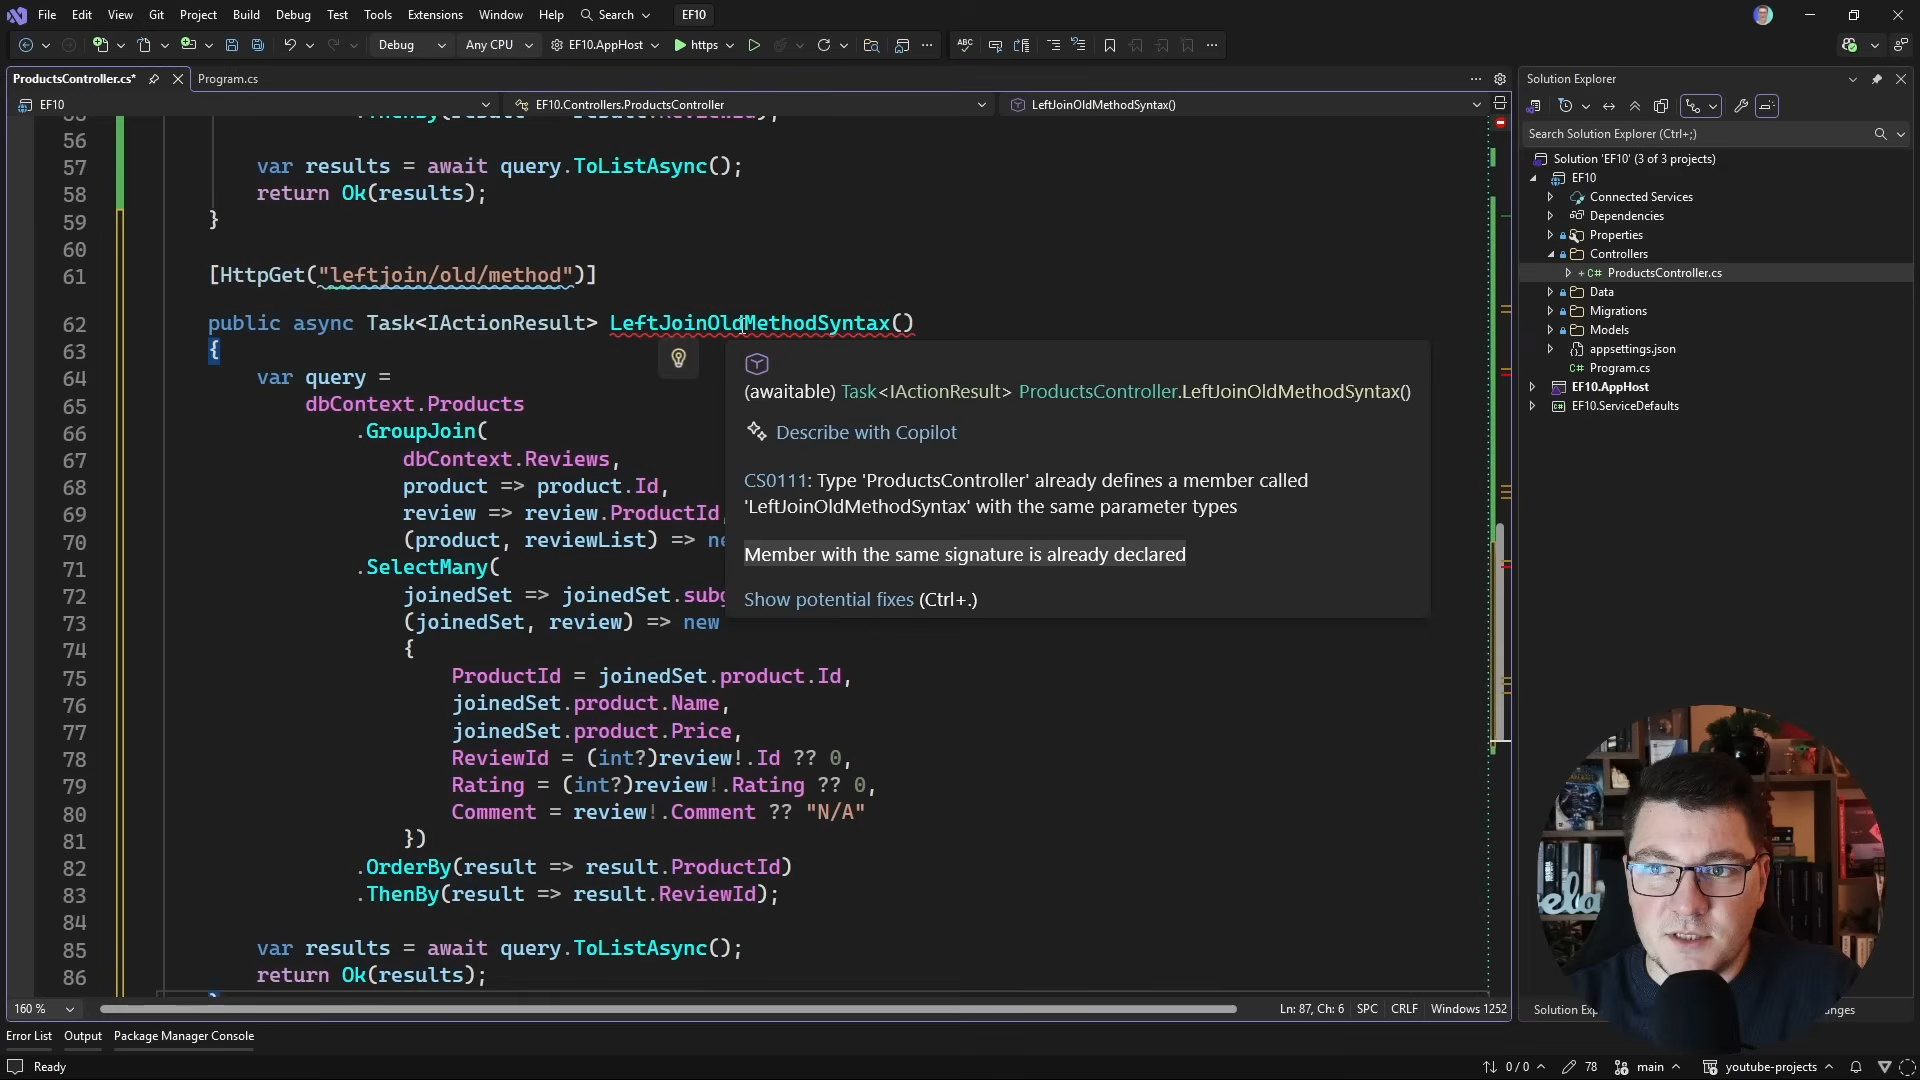 File Edit View Git Project Build Debug Test Tools Extensions Window Help Search EF10
Debug Any CPU EF10.AppHost https
ProductsController.cs* Program.cs
EF10 EF10.Controllers.ProductsController LeftJoinOldMethodSyntax()
56
57 var results = await query.ToListAsync();
58 return Ok(results);
59 }
60
61 [HttpGet("leftjoin/old/method")]
62 public async Task<IActionResult> LeftJoinOldMethodSyntax()
63 {
64 var query =
65 dbContext.Products
66 .GroupJoin(
67 dbContext.Reviews,
68 product => product.Id,
69 review => review.ProductId,
70 (product, reviewList) => ne
71 .SelectMany(
72 joinedSet => joinedSet.subg
73 (joinedSet, review) => new
74 {
75 ProductId = joinedSet.product.Id,
76 joinedSet.product.Name,
77 joinedSet.product.Price,
78 ReviewId = (int?)review!.Id ?? 0,
79 Rating = (int?)review!.Rating ?? 0,
80 Comment = review!.Comment ?? "N/A"
81 })
82 .OrderBy(result => result.ProductId)
83 .ThenBy(result => result.ReviewId);
84
85 var results = await query.ToListAsync();
86 return Ok(results);
(awaitable) Task<IActionResult> ProductsController.LeftJoinOldMethodSyntax()
Describe with Copilot
CS0111: Type 'ProductsController' already defines a member called
'LeftJoinOldMethodSyntax' with the same parameter types
Member with the same signature is already declared
Show potential fixes (Ctrl+.)
160 % Ln: 87, Ch: 6 SPC CRLF Windows 1252
Error List Output Package Manager Console
Ready 0 / 0 78 main youtube-projects
Solution Explorer
Search Solution Explorer (Ctrl+;)
Solution 'EF10' (3 of 3 projects)
EF10
Connected Services
Dependencies
Properties
Controllers
ProductsController.cs
Data
Migrations
Models
appsettings.json
Program.cs
EF10.AppHost
EF10.ServiceDefaults